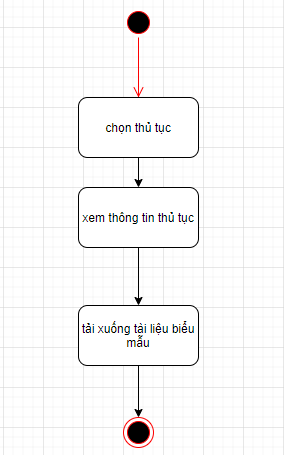 chọn thủ tục
xem thông tin thủ tục
tải xuống tài liệu biểu
mẫu